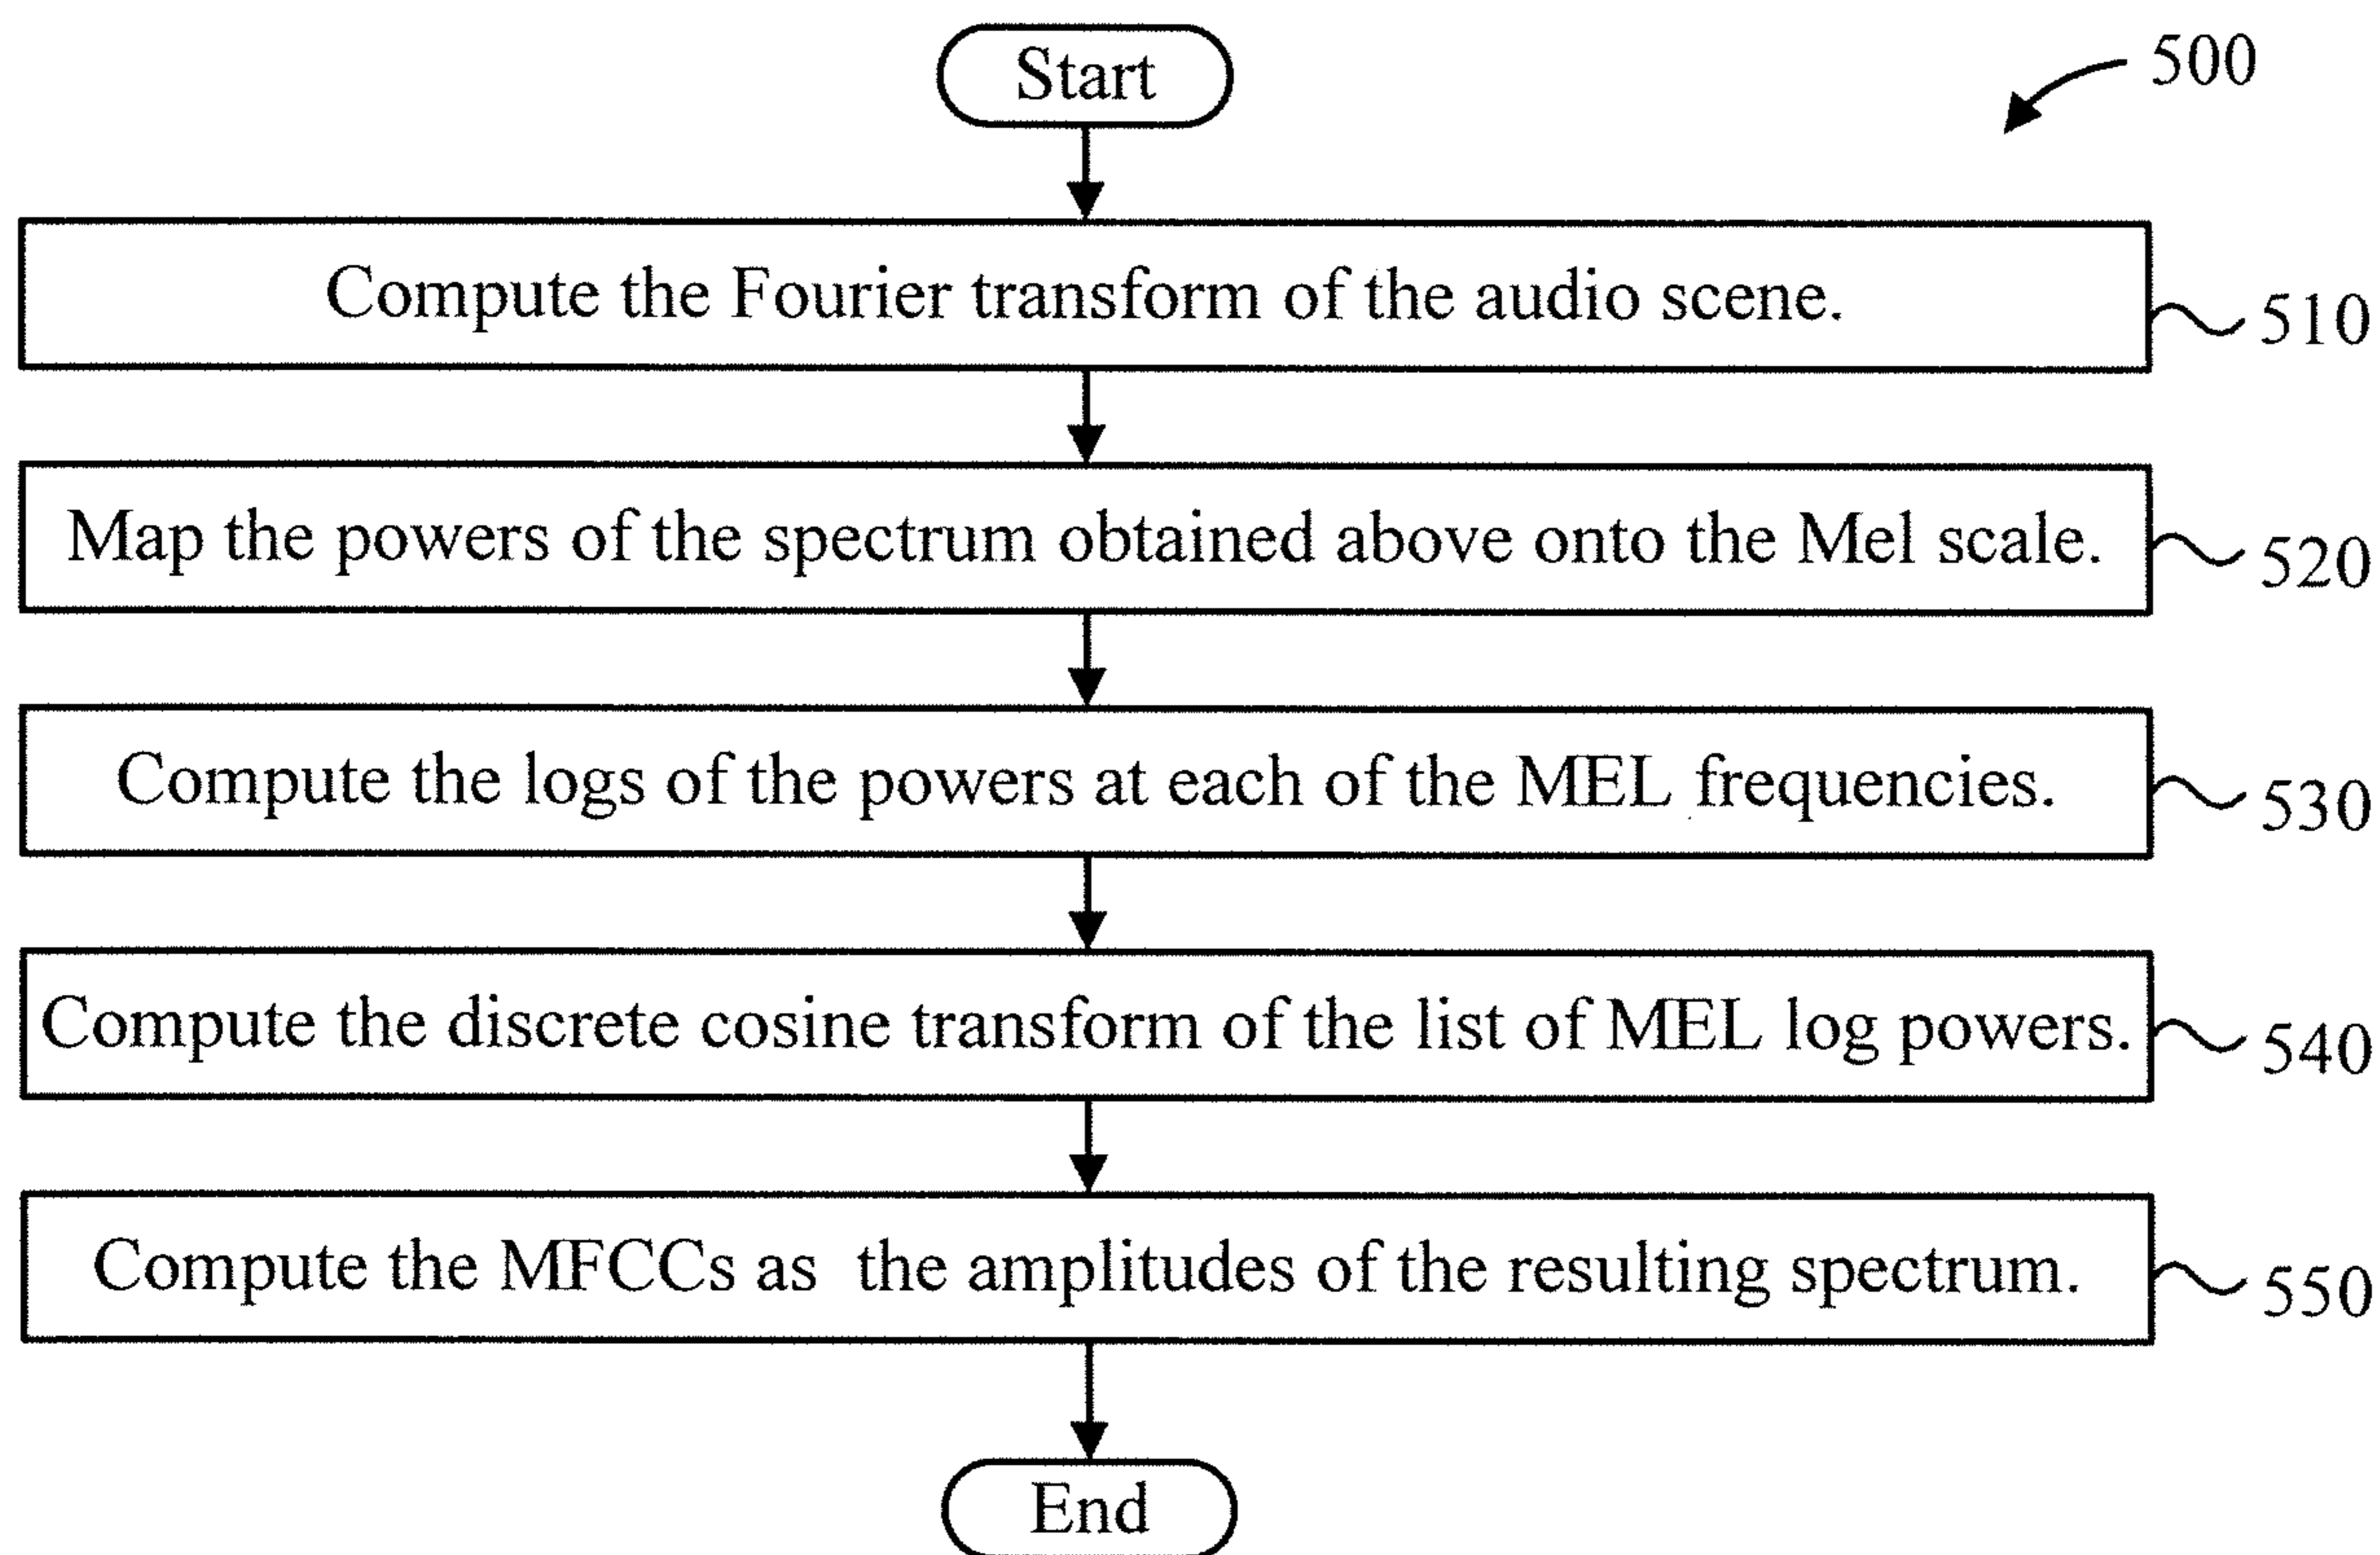 Start
500
Compute the Fourier transform of the audio scene.
510
Map the powers of the spectrum obtained above onto the Mel scale.
520
Compute the logs of the powers at each of the MEL frequencies.
530
Compute the discrete cosine transform of the list of MEL log powers.
540
Compute the MFCCs as the amplitudes of the resulting spectrum.
550
End